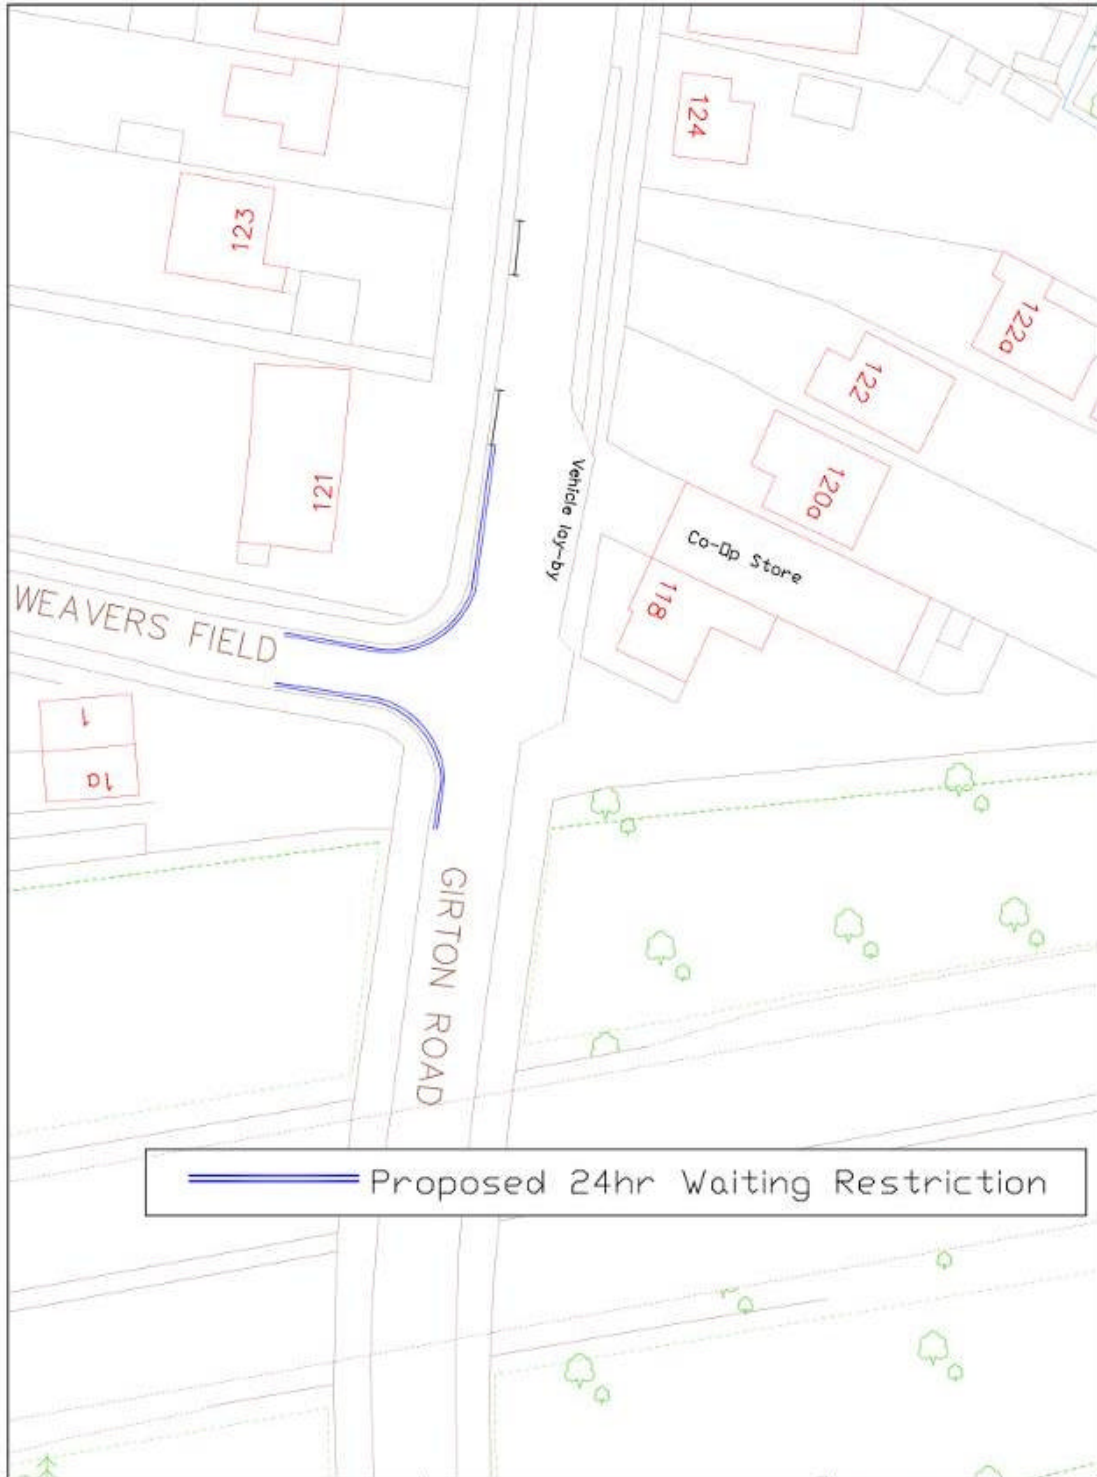 124
123
122a
122
121
120a
Vehicle lay-by
Co-Op Store
118
WEAVERS FIELD
1
1a
GIRTON ROAD
Proposed 24hr Waiting Restriction